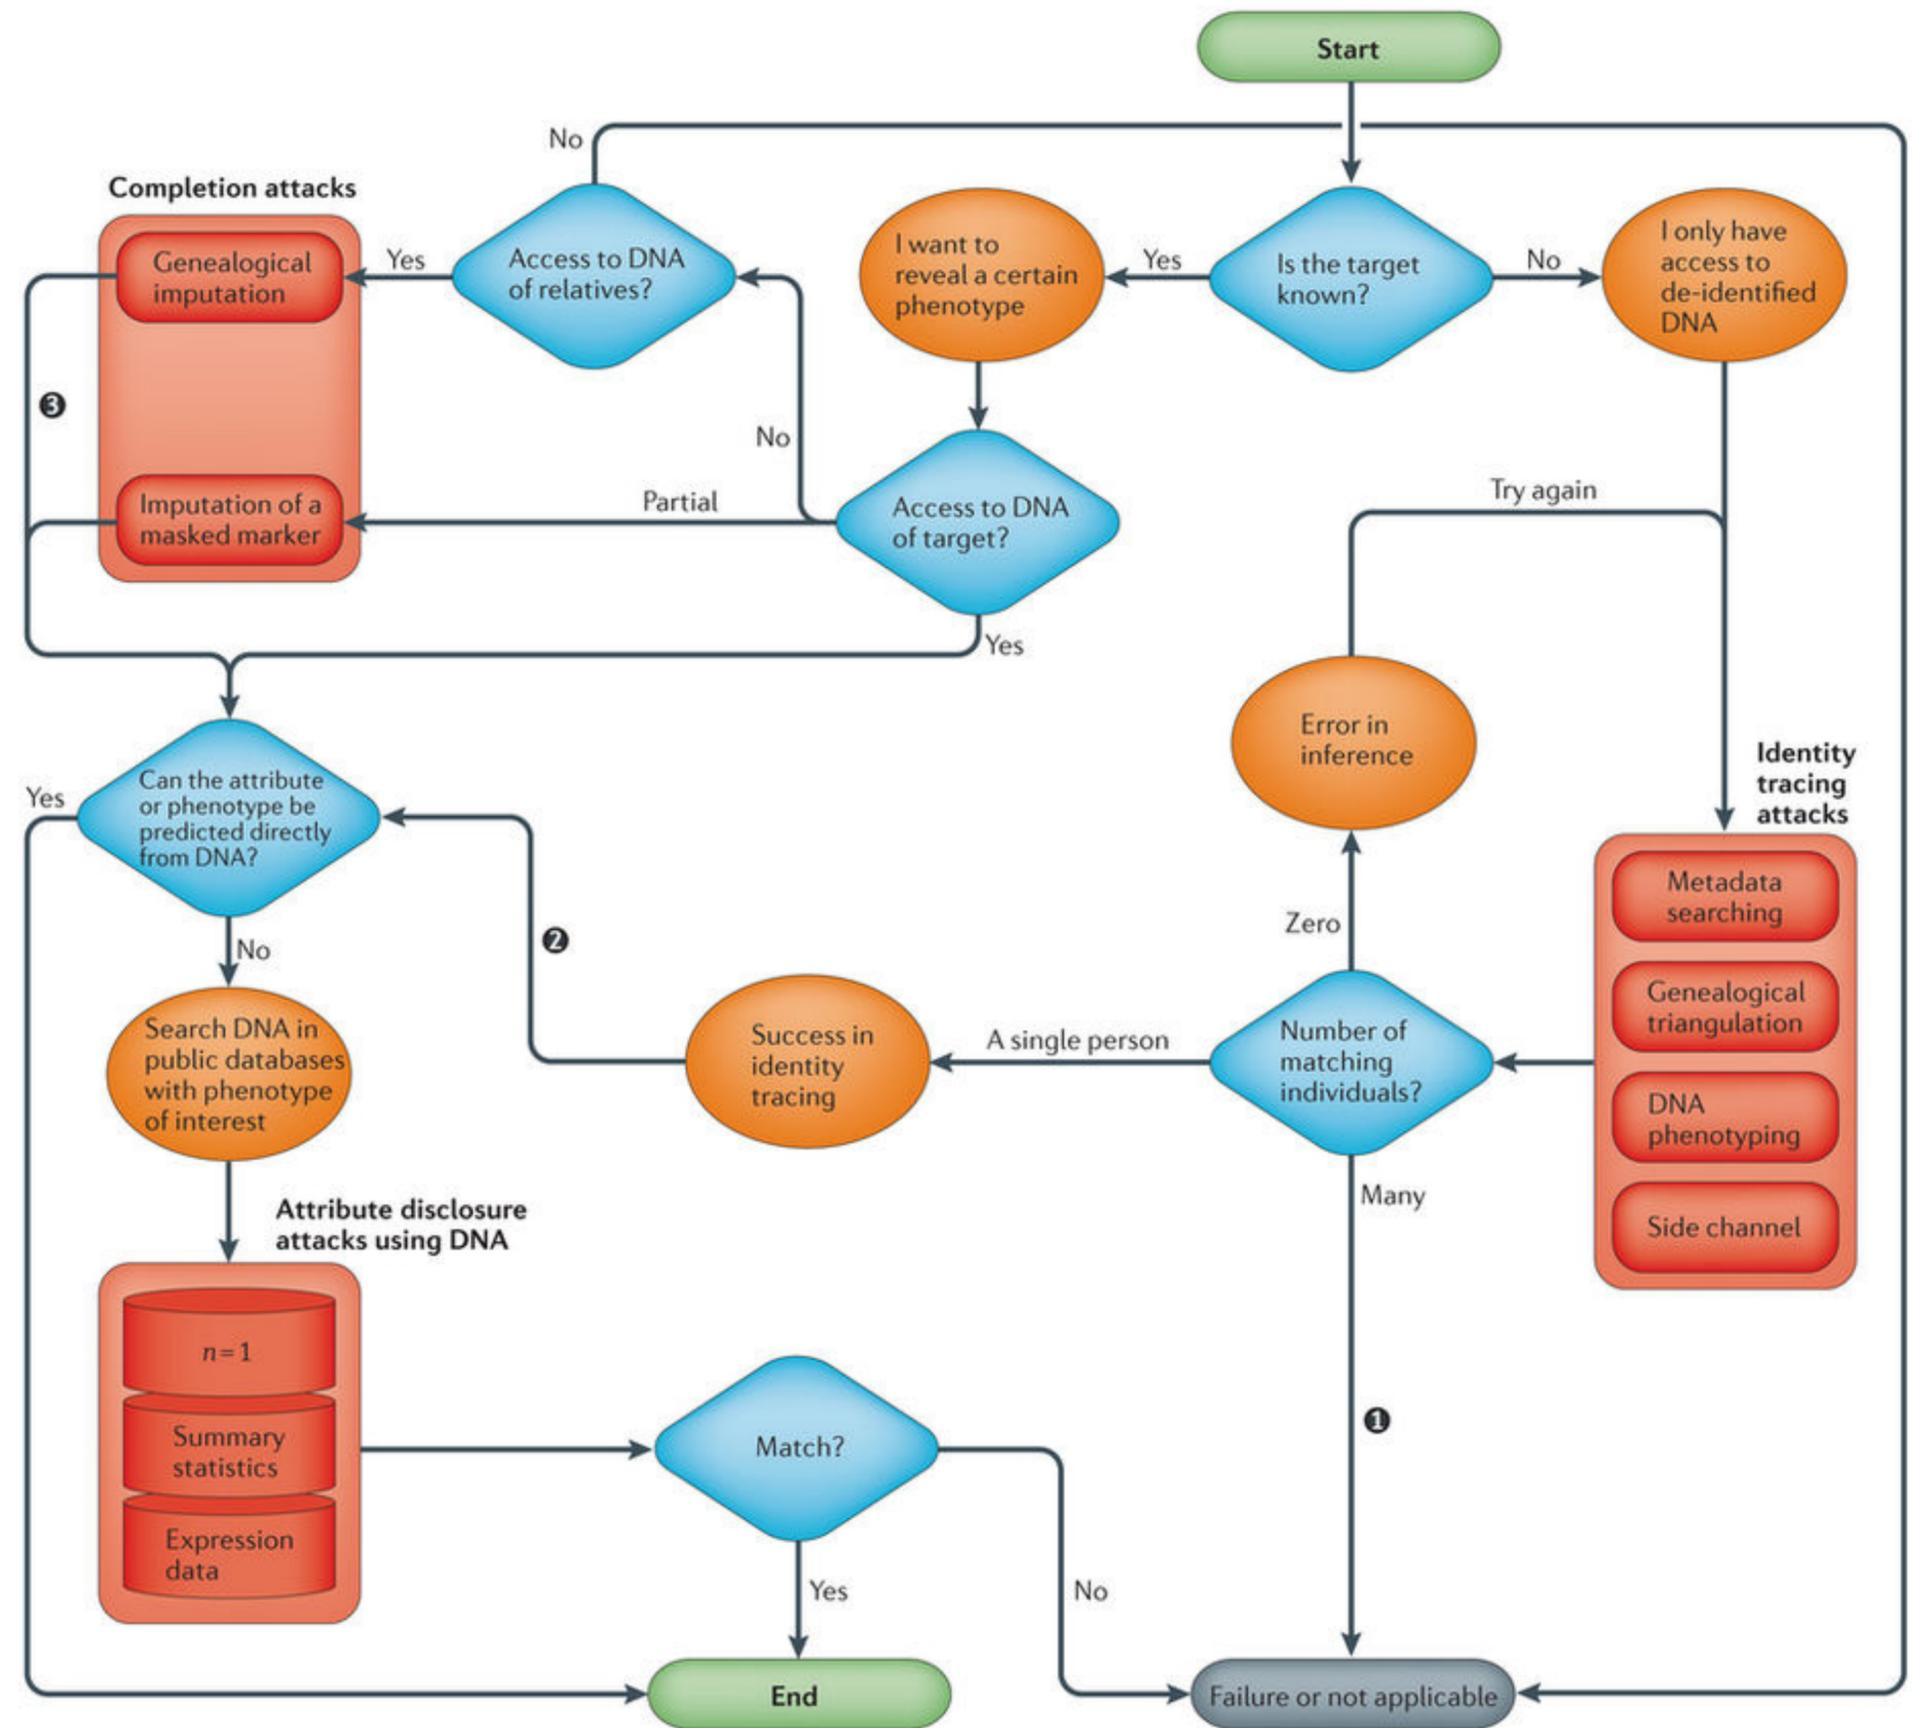 Start
No
Completion attacks
Genealogical
imputation
Yes
Access to DNA
of relatives?
I want to
reveal a certain
phenotype
Yes
Is the target
known?
No
I only have
access to
de-identified
DNA
3
No
Imputation of a
masked marker
Partial
Access to DNA
of target?
Try again
Yes
Error in
inference
Identity
tracing
attacks
Yes
Can the attribute
or phenotype be
predicted directly
from DNA?
Metadata
searching
Zero
2
No
Genealogical
triangulation
Search DNA in
public databases
with phenotype
of interest
Success in
identity
tracing
A single person
Number of
matching
individuals?
DNA
phenotyping
Many
Side channel
Attribute disclosure
attacks using DNA
n = 1
Summary
statistics
Expression
data
Match?
1
Yes
No
End
Failure or not applicable